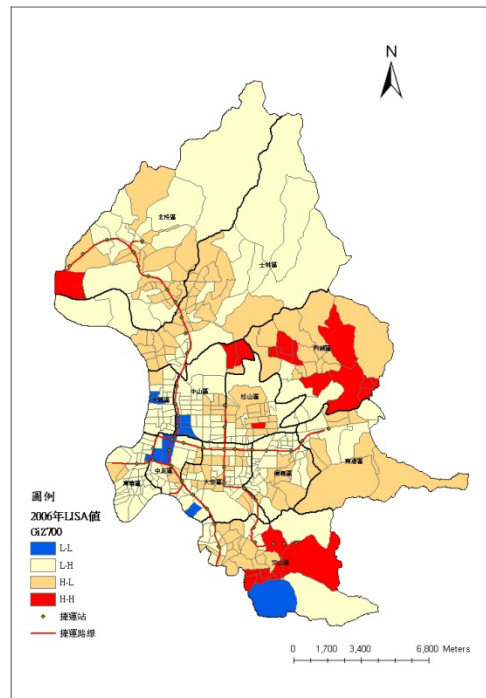 N
北投區
士林區
內湖區
中山區
松山區
大同區
中正區
大安區
信義區
南港區
萬華區
文山區
圖例
2006年LISA值
GiZ700
L-L
L-H
H-L
H-H
捷運站
捷運路線
0 1,700 3,400 6,800 Meters